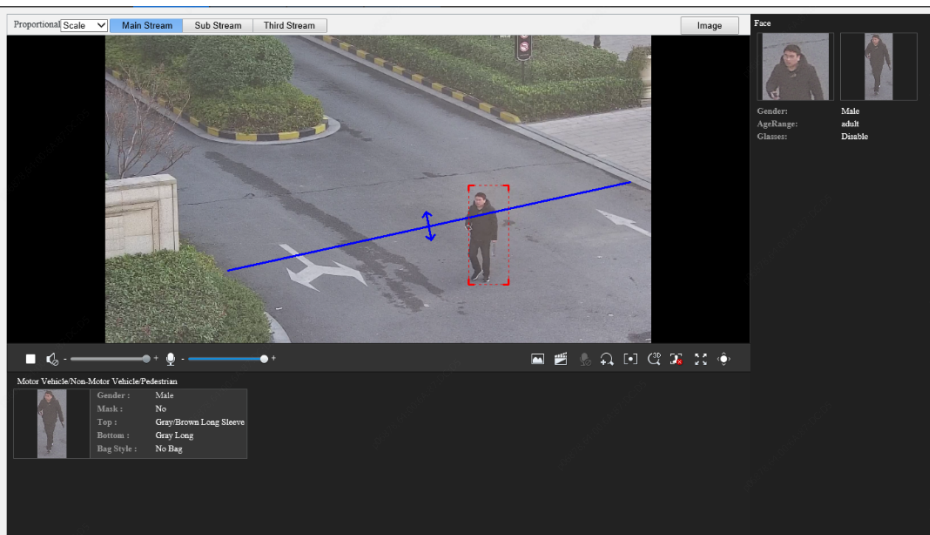 Proportional Scale Main Stream Sub Stream Third Stream Image
Face
Gender: Male
AgeRange: adult
Glasses: Disable
- + - +
3D
Motor Vehicle/Non-Motor Vehicle/Pedestrian
Gender : Male
Mask : No
Top : Gray/Brown Long Sleeve
Bottom : Gray Long
Bag Style : No Bag